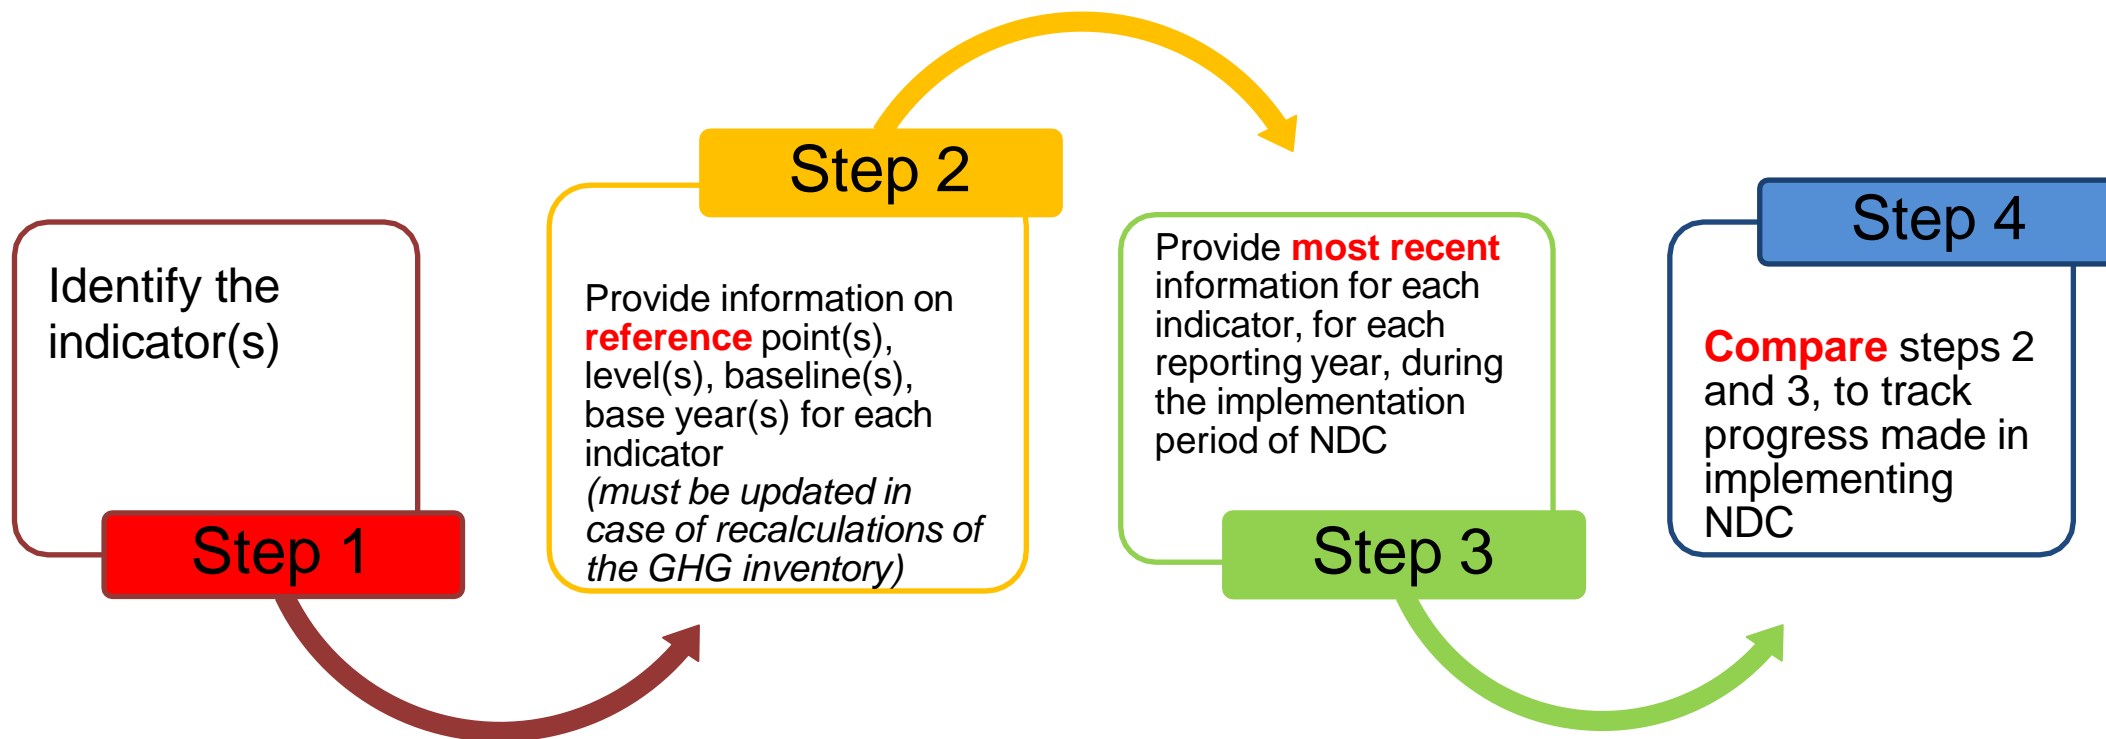 Identify the
indicator(s)
Step 1
Step 2
Provide information on
reference point(s),
level(s), baseline(s),
base year(s) for each
indicator
(must be updated in
case of recalculations of
the GHG inventory)
Provide most recent
information for each
indicator, for each
reporting year, during
the implementation
period of NDC
Step 3
Step 4
Compare steps 2
and 3, to track
progress made in
implementing
NDC